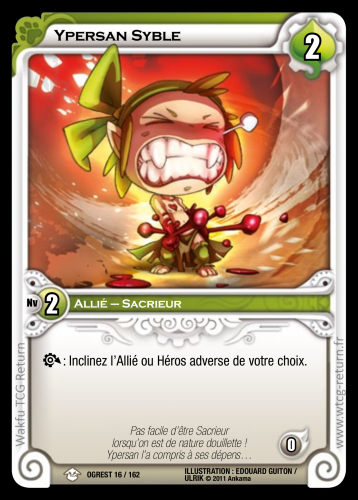 YPERSAN SYBLE
2
Nv 2 ALLIÉ – SACRIEUR
: Inclinez l'Allié ou Héros adverse de votre choix.
Wakfu TCG Return
www.wtcg-return.fr
Pas facile d'être Sacrieur
lorsqu'on est de nature douillette !
Ypersan l'a compris à ses dépens…
0
OGREST 16 / 162
ILLUSTRATION : EDOUARD GUITON /
ULRIK © 2011 Ankama